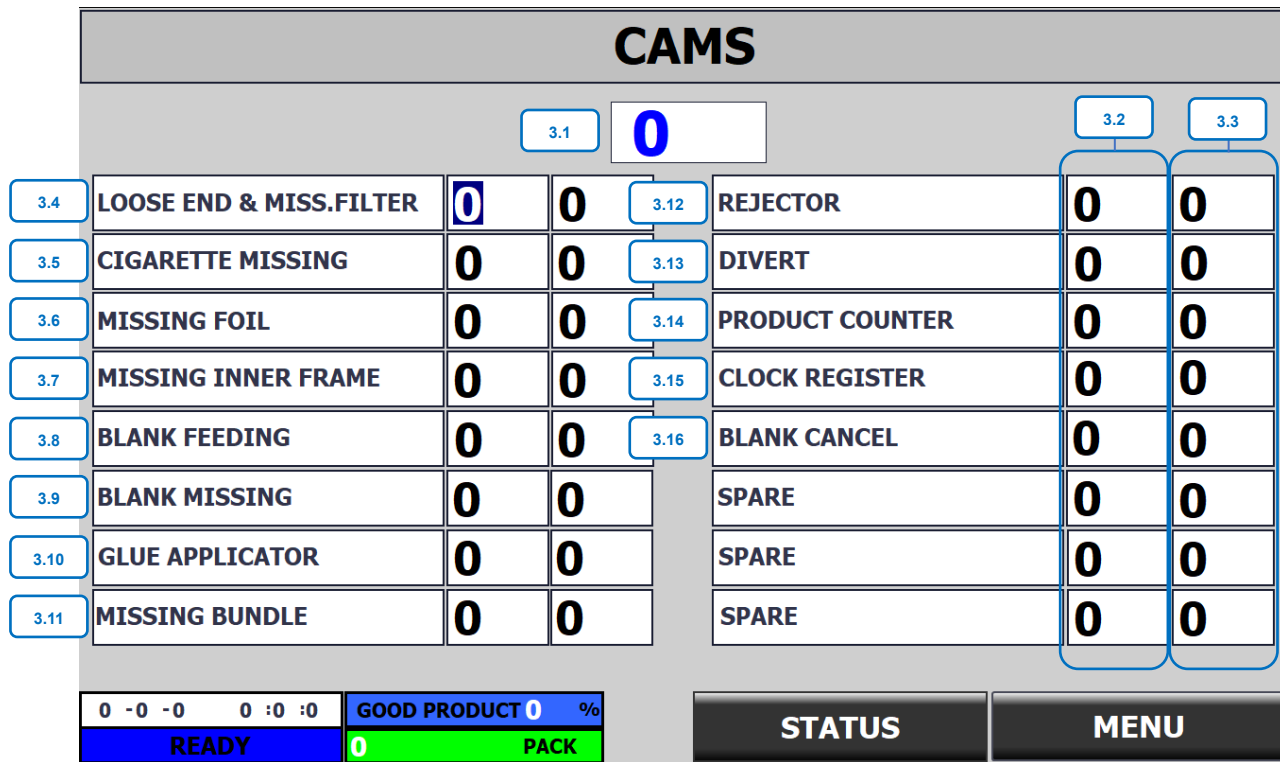 CAMS
3.1 0 3.2 3.3
3.4 LOOSE END & MISS.FILTER 0 0 3.12 REJECTOR 0 0
3.5 CIGARETTE MISSING 0 0 3.13 DIVERT 0 0
3.6 MISSING FOIL 0 0 3.14 PRODUCT COUNTER 0 0
3.7 MISSING INNER FRAME 0 0 3.15 CLOCK REGISTER 0 0
3.8 BLANK FEEDING 0 0 3.16 BLANK CANCEL 0 0
3.9 BLANK MISSING 0 0 SPARE 0 0
3.10 GLUE APPLICATOR 0 0 SPARE 0 0
3.11 MISSING BUNDLE 0 0 SPARE 0 0
0 -0 -0 0 :0 :0 GOOD PRODUCT 0 %
READY 0 PACK
STATUS MENU